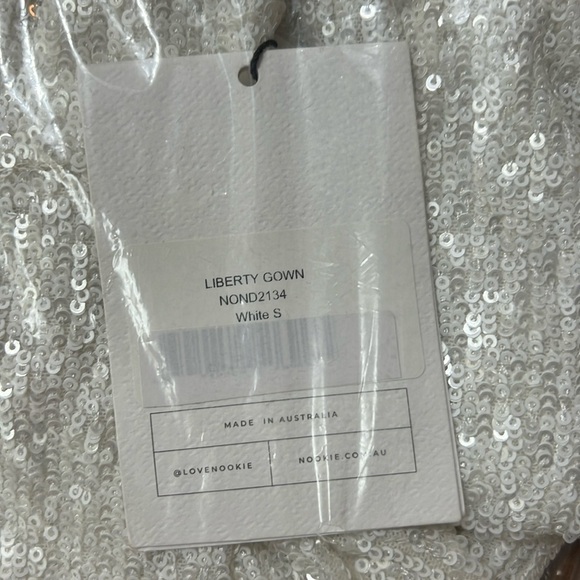 LIBERTY GOWN
NOND2134
White S
MADE IN AUSTRALIA
@LOVENOOKIE
NOOKIE.COM.AU